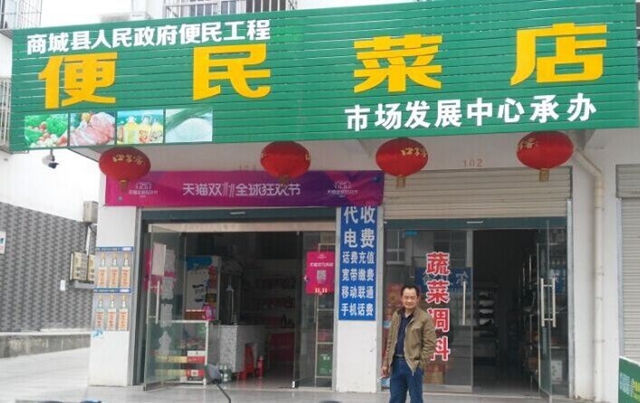 商城县人民政府便民工程
便民菜店
市场发展中心承办
102
天猫双11全球狂欢节
代收
电费
话费充值
宽带缴费
移动联通
手机话费
蔬菜调料